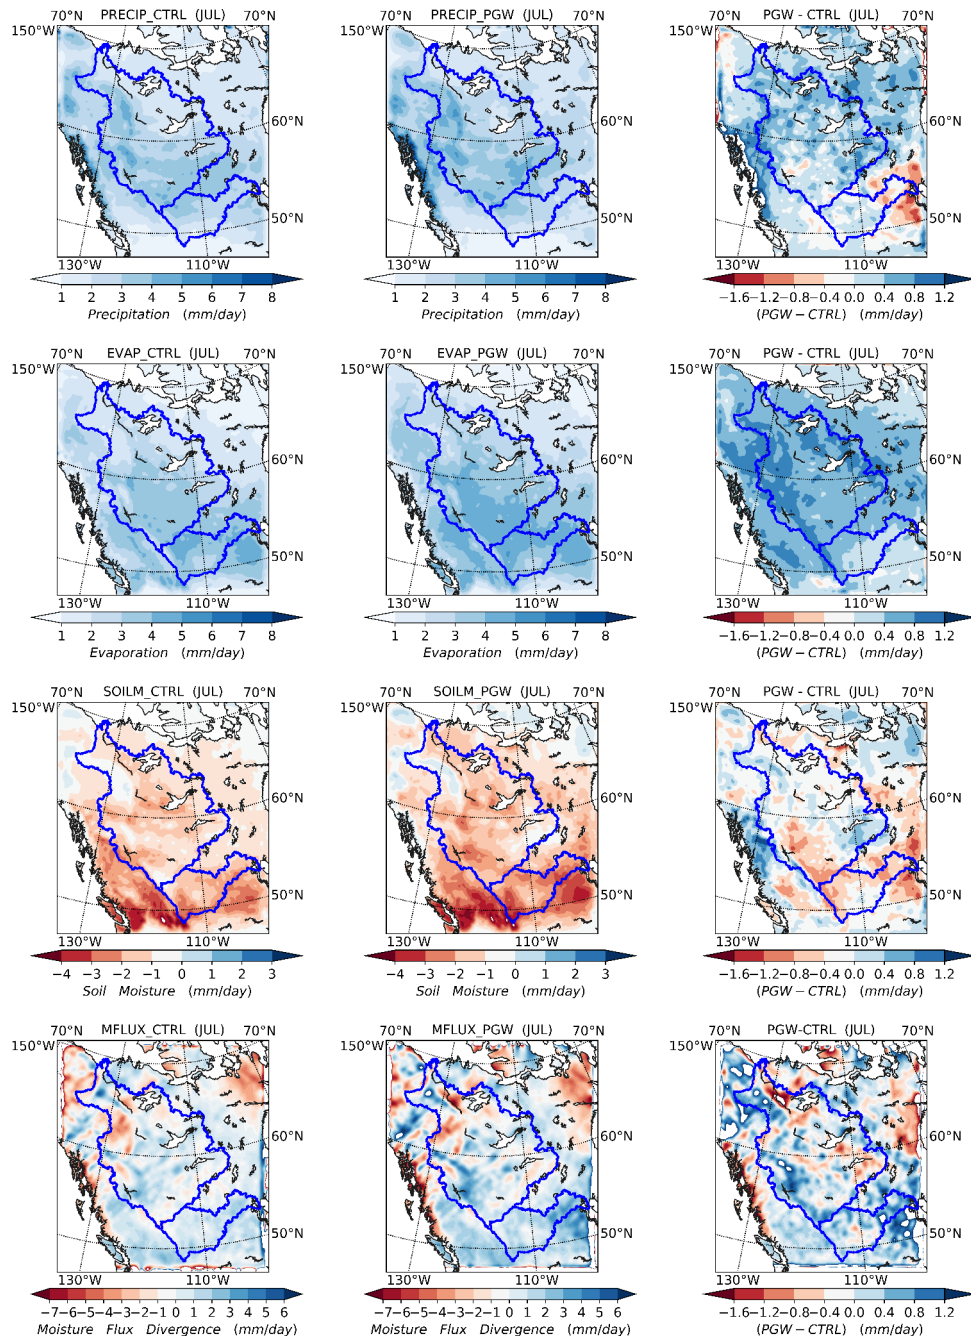 70°N PRECIP_CTRL (JUL) 70°N
150°W
60°N
50°N
130°W 110°W
1 2 3 4 5 6 7 8
Precipitation (mm/day)
70°N PRECIP_PGW (JUL) 70°N
150°W
60°N
50°N
130°W 110°W
1 2 3 4 5 6 7 8
Precipitation (mm/day)
70°N PGW - CTRL (JUL) 70°N
150°W
60°N
50°N
130°W 110°W
−1.6−1.2−0.8−0.4 0.0 0.4 0.8 1.2
(PGW−CTRL) (mm/day)
70°N EVAP_CTRL (JUL) 70°N
150°W
60°N
50°N
130°W 110°W
1 2 3 4 5 6 7 8
Evaporation (mm/day)
70°N EVAP_PGW (JUL) 70°N
150°W
60°N
50°N
130°W 110°W
1 2 3 4 5 6 7 8
Evaporation (mm/day)
70°N PGW - CTRL (JUL) 70°N
150°W
60°N
50°N
130°W 110°W
−1.6−1.2−0.8−0.4 0.0 0.4 0.8 1.2
(PGW−CTRL) (mm/day)
70°N SOILM_CTRL (JUL) 70°N
150°W
60°N
50°N
130°W 110°W
−4 −3 −2 −1 0 1 2 3
Soil Moisture (mm/day)
70°N SOILM_PGW (JUL) 70°N
150°W
60°N
50°N
130°W 110°W
−4 −3 −2 −1 0 1 2 3
Soil Moisture (mm/day)
70°N PGW - CTRL (JUL) 70°N
150°W
60°N
50°N
130°W 110°W
−1.6−1.2−0.8−0.4 0.0 0.4 0.8 1.2
(PGW−CTRL) (mm/day)
70°N MFLUX_CTRL (JUL) 70°N
150°W
60°N
50°N
130°W 110°W
−7−6−5−4−3−2−1 0 1 2 3 4 5 6
Moisture Flux Divergence (mm/day)
70°N MFLUX_PGW (JUL) 70°N
150°W
60°N
50°N
130°W 110°W
−7−6−5−4−3−2−1 0 1 2 3 4 5 6
Moisture Flux Divergence (mm/day)
70°N PGW-CTRL (JUL) 70°N
150°W
60°N
50°N
130°W 110°W
−1.6−1.2−0.8−0.4 0.0 0.4 0.8 1.2
(PGW−CTRL) (mm/day)